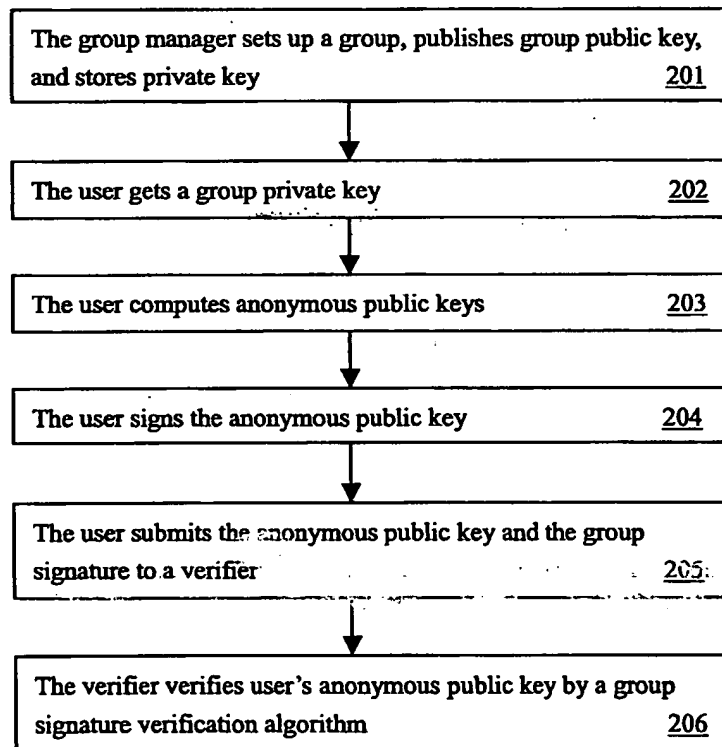 The group manager sets up a group, publishes group public key,
and stores private key 201
The user gets a group private key 202
The user computes anonymous public keys 203
The user signs the anonymous public key 204
The user submits the anonymous public key and the group
signature to a verifier 205
The verifier verifies user's anonymous public key by a group
signature verification algorithm 206